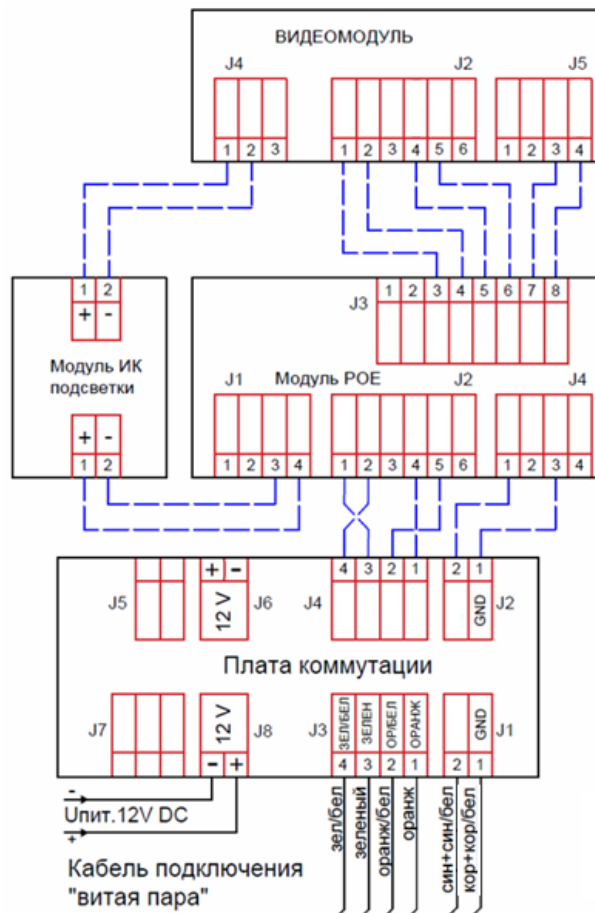 ВИДЕОМОДУЛЬ
J4 J2 J5
1 2 3 1 2 3 4 5 6 1 2 3 4
1 2
+ -
Модуль ИК
подсветки
+ -
1 2
1 2 3 4 5 6 7 8
J3
J1 Модуль POE J2 J4
1 2 3 4 1 2 3 4 5 6 1 2 3 4
+ - 4 3 2 1 2 1
J5 12 V J6 J4 GND J2
Плата коммутации
J7 12 V J8 J3 ЗЕЛ/БЕЛ ЗЕЛЕН ОР/БЕЛ ОРАНЖ GND J1
- + 4 3 2 1 2 1
-
Uпит.12V DC
+
зел/бел зеленый оранж/бел оранж син+син/бел кор+кор/бел
Кабель подключения
"витая пара"